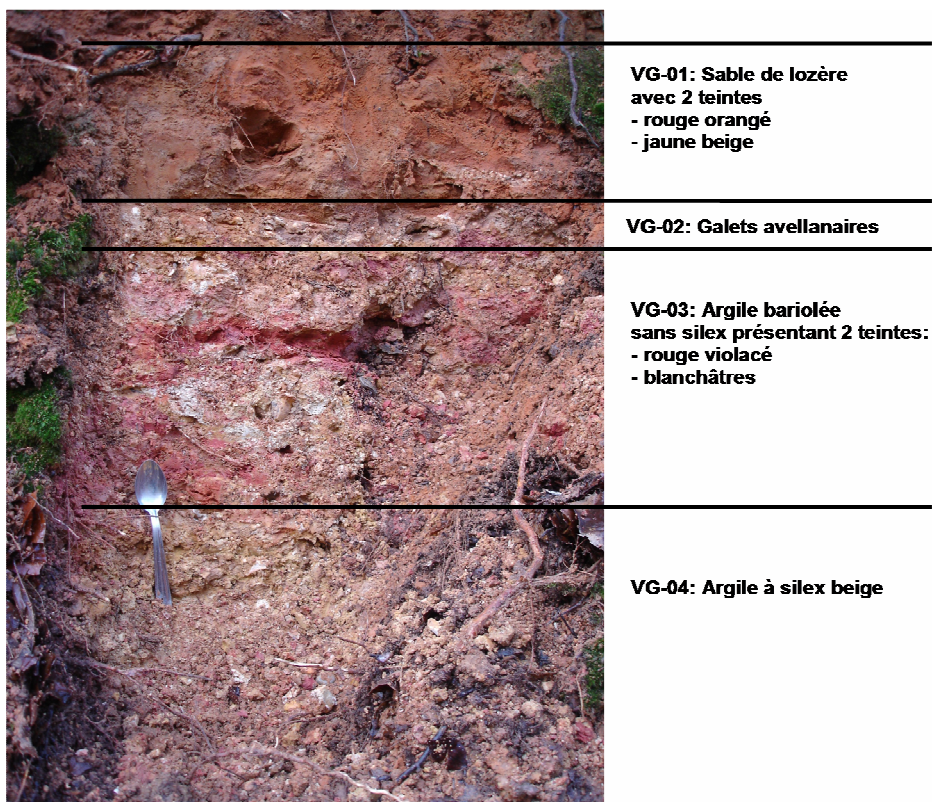 VG-01: Sable de lozère
avec 2 teintes
- rouge orangé
- jaune beige
VG-02: Galets avellanaires
VG-03: Argile bariolée
sans silex présentant 2 teintes:
- rouge violacé
- blanchâtres
VG-04: Argile à silex beige